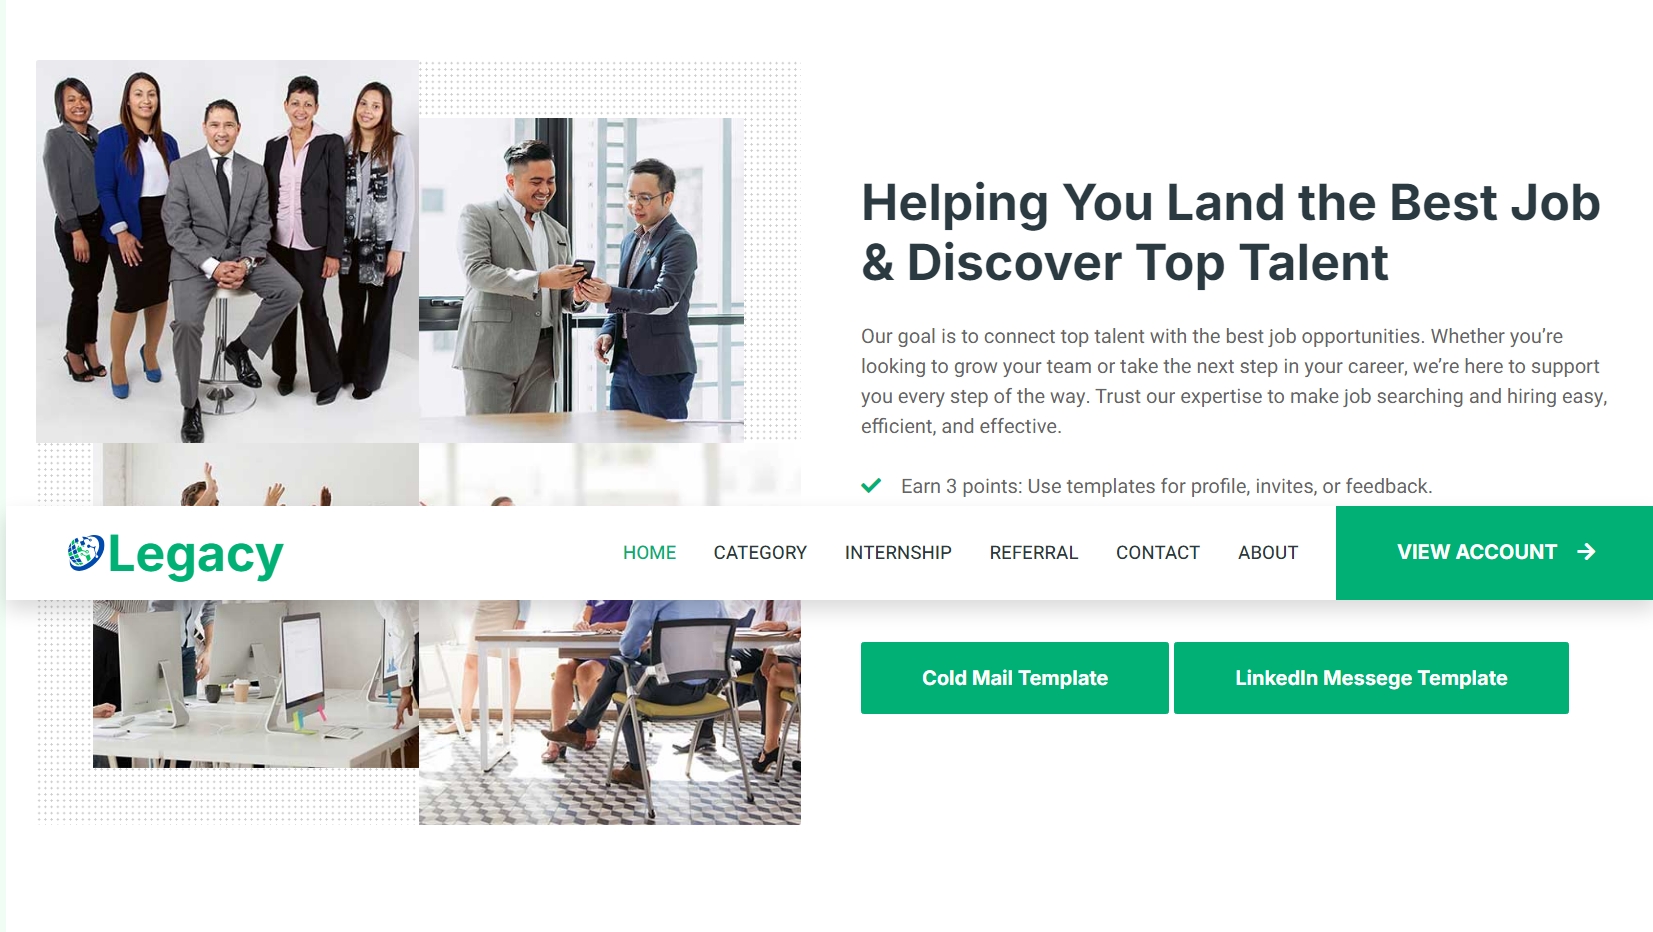 Helping You Land the Best Job
& Discover Top Talent
Our goal is to connect top talent with the best job opportunities. Whether you’re
looking to grow your team or take the next step in your career, we’re here to support
you every step of the way. Trust our expertise to make job searching and hiring easy,
efficient, and effective.
Earn 3 points: Use templates for profile, invites, or feedback.
Legacy
HOME
CATEGORY
INTERNSHIP
REFERRAL
CONTACT
ABOUT
VIEW ACCOUNT
Cold Mail Template
LinkedIn Messege Template